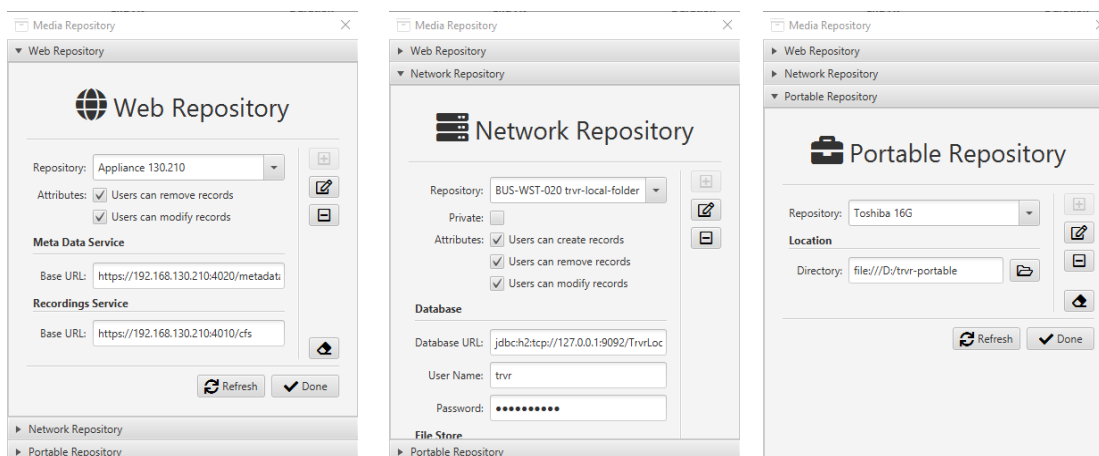 Media Repository
Web Repository
Web Repository
Repository: Appliance 130.210
Attributes: Users can remove records
Users can modify records
Meta Data Service
Base URL: https://192.168.130.210:4020/metadata
Recordings Service
Base URL: https://192.168.130.210:4010/cfs
Refresh Done
Network Repository
Portable Repository
Media Repository
Web Repository
Network Repository
Network Repository
Repository: BUS-WST-020 trvr-local-folder
Private:
Attributes: Users can create records
Users can remove records
Users can modify records
Database
Database URL: jdbc:h2:tcp://127.0.0.1:9092/TrvrLoc
User Name: trvr
Password: ●●●●●●●●●●
File Store
Portable Repository
Media Repository
Web Repository
Network Repository
Portable Repository
Portable Repository
Repository: Toshiba 16G
Location
Directory: file:///D:/trvr-portable
Refresh Done